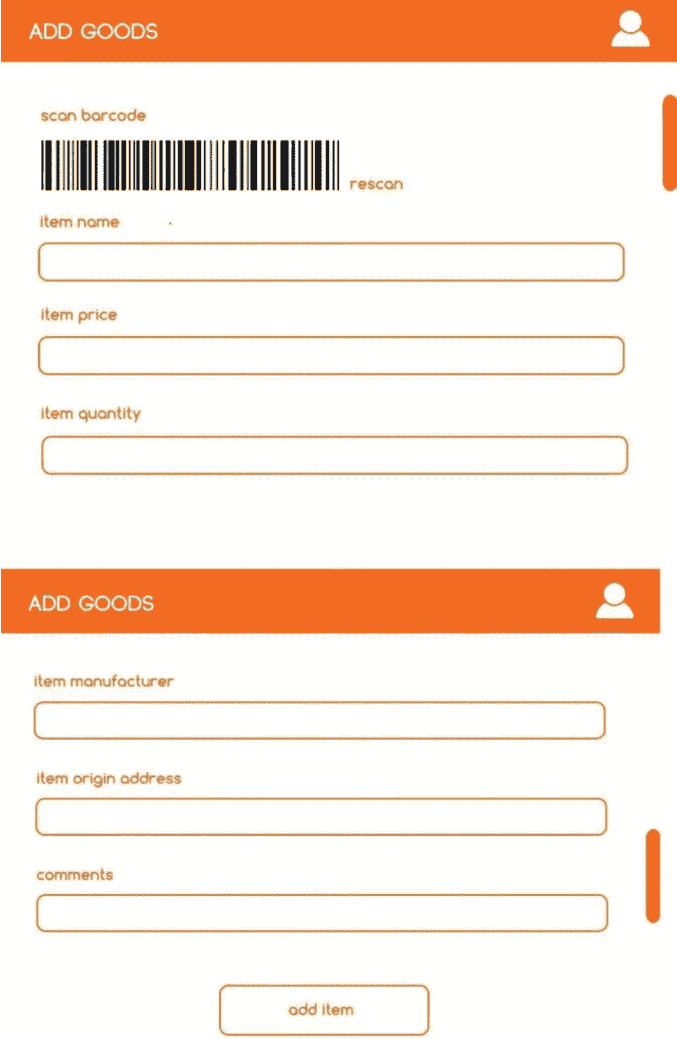 ADD GOODS
scan barcode
rescan
item name
item price
item quantity
ADD GOODS
item manufacturer
item origin address
comments
add item